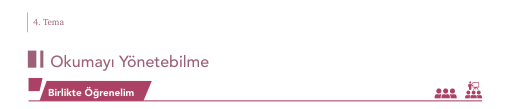 4. Tema
Okumayı Yönetebilme
Birlikte Öğrenelim